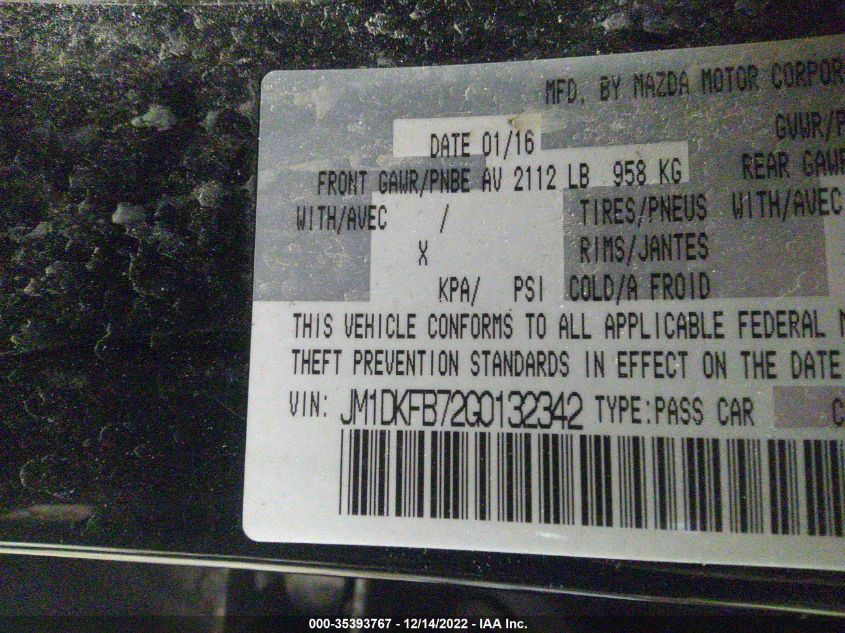 MFD. BY MAZDA MOTOR CORPOR
DATE 01/16 GVWR/P
FRONT GAWR/PNBE AV 2112 LB 958 KG REAR GAWR
WITH/AVEC / TIRES/PNEUS WITH/AVEC
X RIMS/JANTES
KPA/ PSI COLD/A FROID
THIS VEHICLE CONFORMS TO ALL APPLICABLE FEDERAL M
THEFT PREVENTION STANDARDS IN EFFECT ON THE DATE
VIN: JM1DKFB72G0132342 TYPE:PASS CAR C
000-35393767 - 12/14/2022 - IAA Inc.